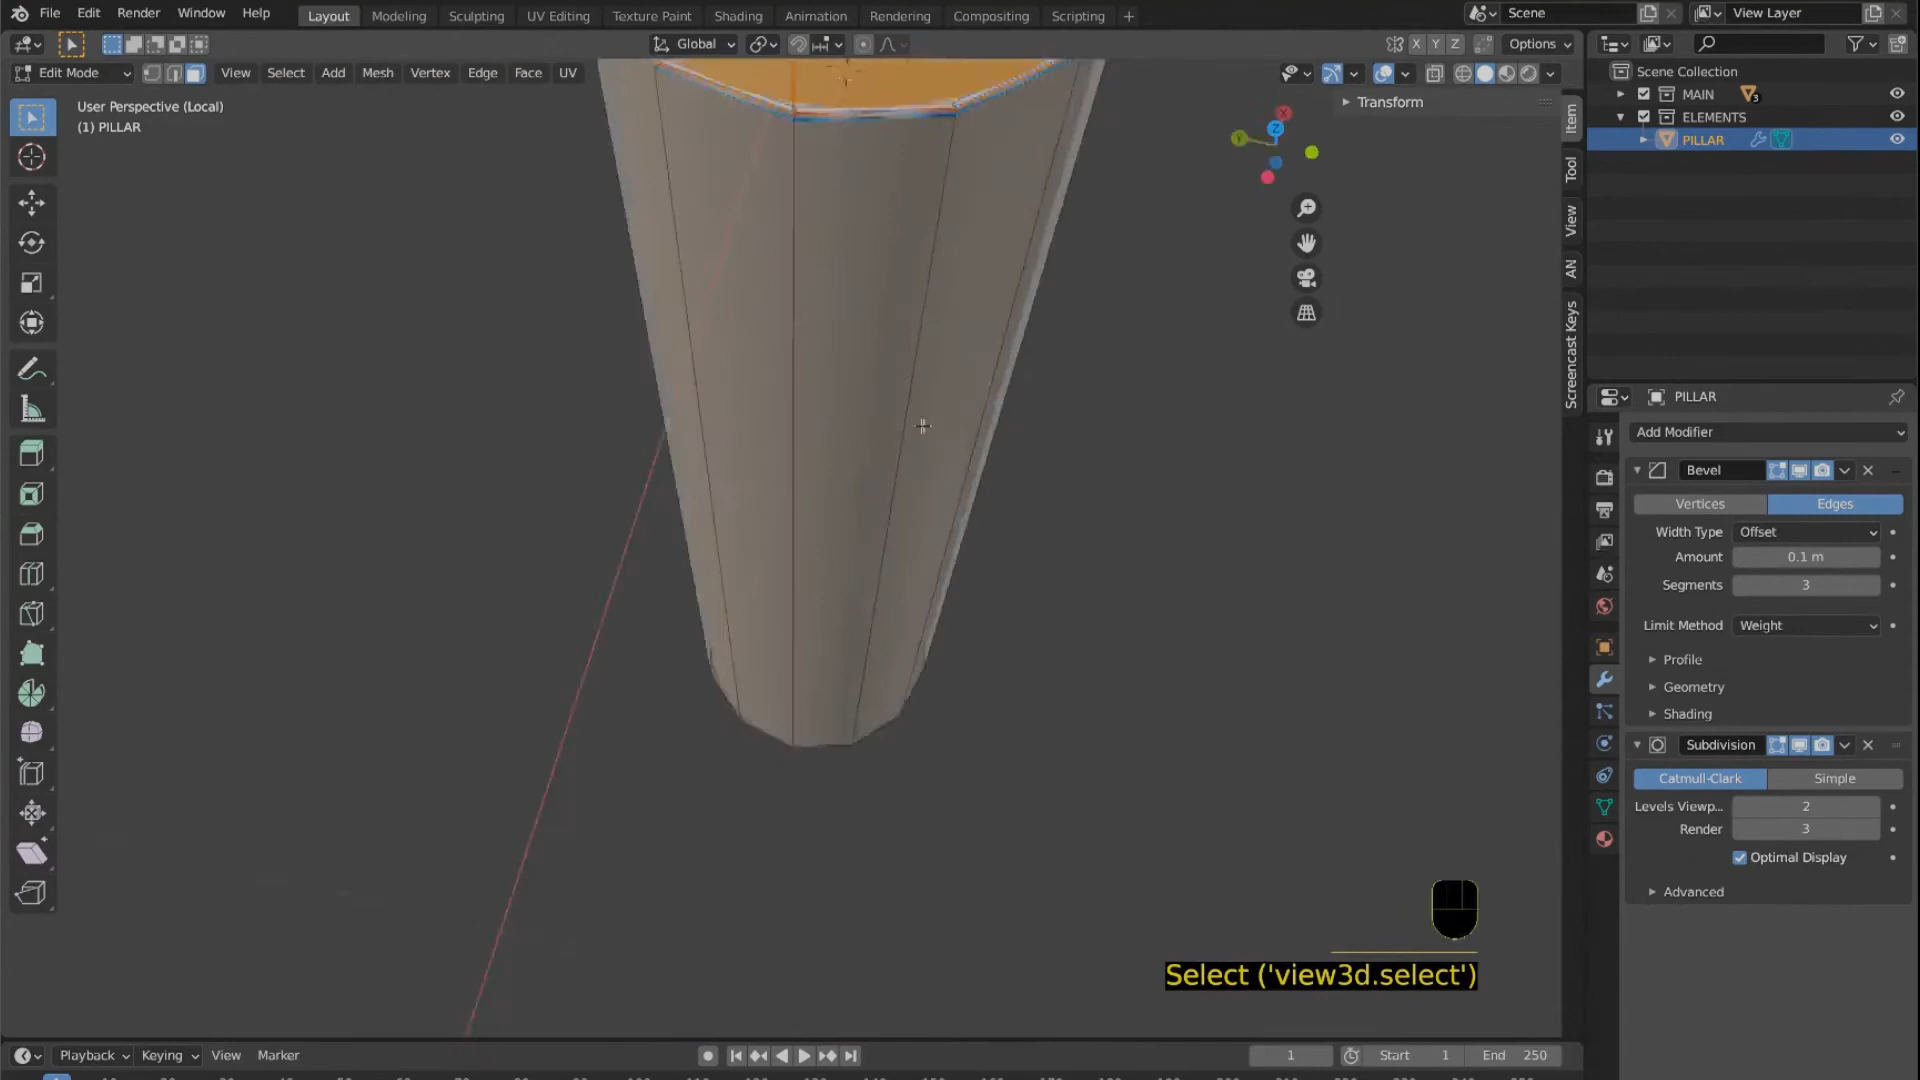 File Edit Render Window Help Layout Modeling Sculpting UV Editing Texture Paint Shading Animation Rendering Compositing Scripting + Scene View Layer
Global X Y Z Options
Edit Mode View Select Add Mesh Vertex Edge Face UV
User Perspective (Local)
(1) PILLAR
Transform
Item
Tool
View
AN
Screencast Keys
X
Y
Z
Scene Collection
MAIN 3
ELEMENTS
PILLAR
PILLAR
Add Modifier
Bevel
Vertices Edges
Width Type Offset
Amount 0.1 m
Segments 3
Limit Method Weight
Profile
Geometry
Shading
Subdivision
Catmull-Clark Simple
Levels Viewp... 2
Render 3
Optimal Display
Advanced
Select ('view3d.select')
Playback Keying View Marker 1 Start 1 End 250